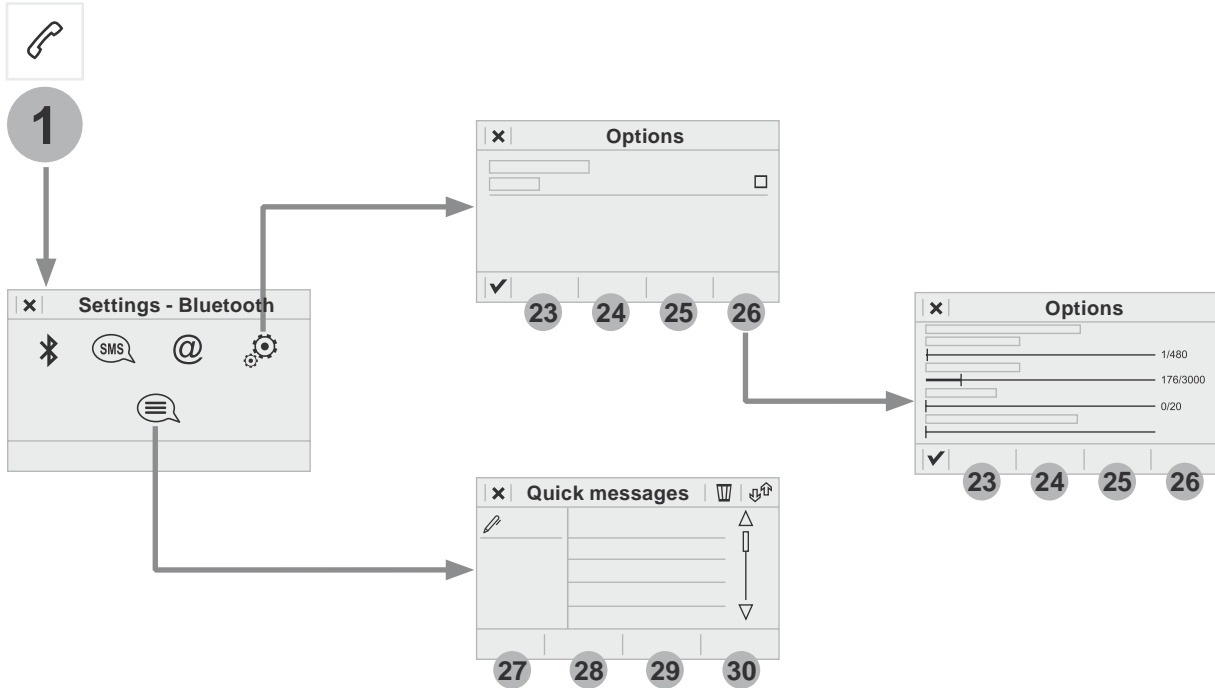 1
Options
23 24 25 26
Settings - Bluetooth
SMS @
Options
1/480
176/3000
0/20
23 24 25 26
Quick messages
27 28 29 30